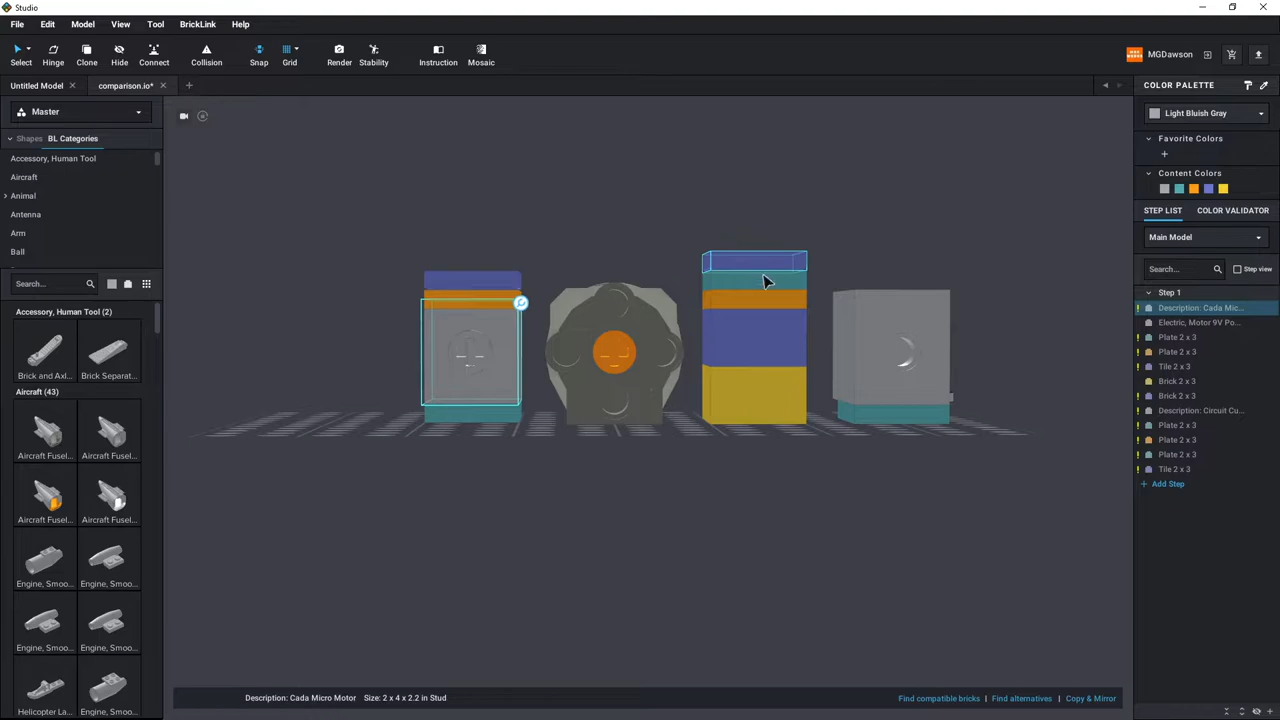 Studio
File Edit Model View Tool BrickLink Help
Select Hinge Clone Hide Connect Collision Snap Grid Render Stability Instruction Mosaic MGDawson
Untitled Model comparison.io* COLOR PALETTE
Master Light Bluish Gray
Shapes BL Categories Favorite Colors
Accessory, Human Tool
Aircraft Content Colors
Animal
Antenna STEP LIST COLOR VALIDATOR
Arm Main Model
Ball
Search... Search... Step view
Accessory, Human Tool (2) Step 1
Description: Cada Mic...
Electric, Motor 9V Po...
Plate 2 x 3
Plate 2 x 3
Tile 2 x 3
Brick and Axl... Brick Separat...
Brick 2 x 3
Aircraft (43) Brick 2 x 3
Description: Circuit Cu...
Plate 2 x 3
Plate 2 x 3
Plate 2 x 3
Aircraft Fusel... Aircraft Fusel...
Tile 2 x 3
Add Step
Aircraft Fusel... Aircraft Fusel...
Engine, Smoo... Engine, Smoo...
Engine, Smoo... Engine, Smoo...
Helicopter La... Engine, Smoo...
Description: Cada Micro Motor Size: 2 x 4 x 2.2 in Stud Find compatible bricks | Find alternatives | Copy & Mirror